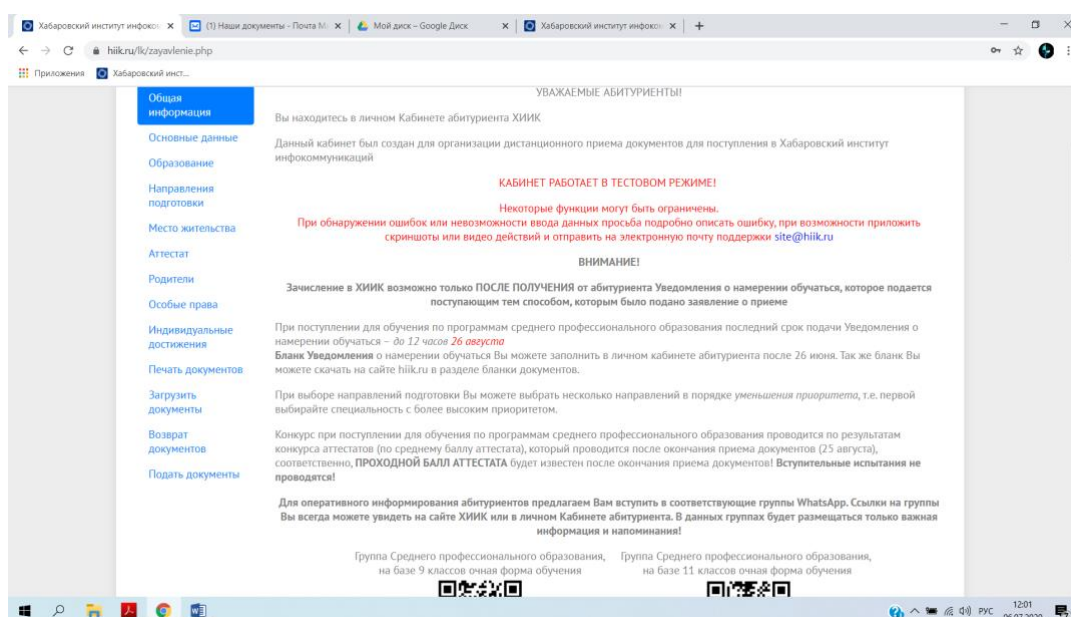 Хабаровский институт инфоко
(1) Наши документы - Почта М
Мой диск – Google Диск
Хабаровский институт инфоко
hiik.ru/lk/zayavlenie.php
Приложения
Хабаровский инст...
Общая
информация
Основные данные
Образование
Направления
подготовки
Место жительства
Аттестат
Родители
Особые права
Индивидуальные
достижения
Печать документов
Загрузить
документы
Возврат
документов
Подать документы
УВАЖАЕМЫЕ АБИТУРИЕНТЫ!
Вы находитесь в личном Кабинете абитуриента ХИИК
Данный кабинет был создан для организации дистанционного приема документов для поступления в Хабаровский институт
инфокоммуникаций
КАБИНЕТ РАБОТАЕТ В ТЕСТОВОМ РЕЖИМЕ!
Некоторые функции могут быть ограничены.
При обнаружении ошибок или невозможности ввода данных просьба подробно описать ошибку, при возможности приложить
скриншоты или видео действий и отправить на электронную почту поддержки site@hiik.ru
ВНИМАНИЕ!
Зачисление в ХИИК возможно только ПОСЛЕ ПОЛУЧЕНИЯ от абитуриента Уведомления о намерении обучаться, которое подается
поступающим тем способом, которым было подано заявление о приеме
При поступлении для обучения по программам среднего профессионального образования последний срок подачи Уведомления о
намерении обучаться – до 12 часов 26 августа
Бланк Уведомления о намерении обучаться Вы можете заполнить в личном кабинете абитуриента после 26 июня. Так же бланк Вы
можете скачать на сайте hiik.ru в разделе бланки документов.
При выборе направлений подготовки Вы можете выбрать несколько направлений в порядке уменьшения приоритета, т.е. первой
выбирайте специальность с более высоким приоритетом.
Конкурс при поступлении для обучения по программам среднего профессионального образования проводится по результатам
конкурса аттестатов (по среднему баллу аттестата), который проводится после окончания приема документов (25 августа),
соответственно, ПРОХОДНОЙ БАЛЛ АТТЕСТАТА будет известен после окончания приема документов! Вступительные испытания не
проводятся!
Для оперативного информирования абитуриентов предлагаем Вам вступить в соответствующие группы WhatsApp. Ссылки на группы
Вы всегда можете увидеть на сайте ХИИК или в личном Кабинете абитуриента. В данных группах будет размещаться только важная
информация и напоминания!
Группа Среднего профессионального образования,
на базе 9 классов очная форма обучения
Группа Среднего профессионального образования,
на базе 11 классов очная форма обучения
РУС
12:01
06.07.2020